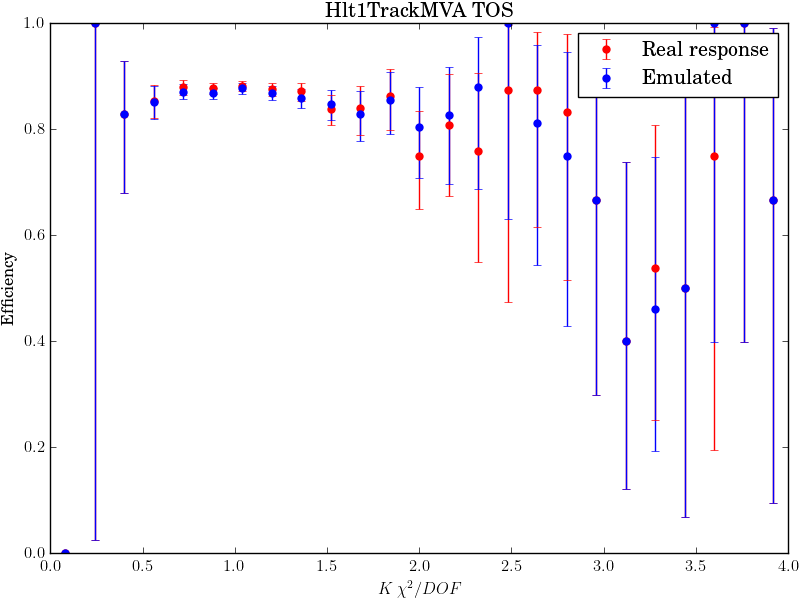 Hlt1TrackMVA TOS
Real response
Emulated
Efficiency
1.0
0.8
0.6
0.4
0.2
0.0
0.0 0.5 1.0 1.5 2.0 2.5 3.0 3.5 4.0
K χ²/DOF